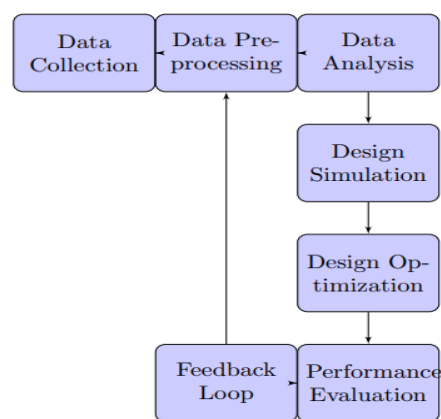 Data
Collection
Data Pre-
processing
Data
Analysis
Design
Simulation
Design Op-
timization
Feedback
Loop
Performance
Evaluation